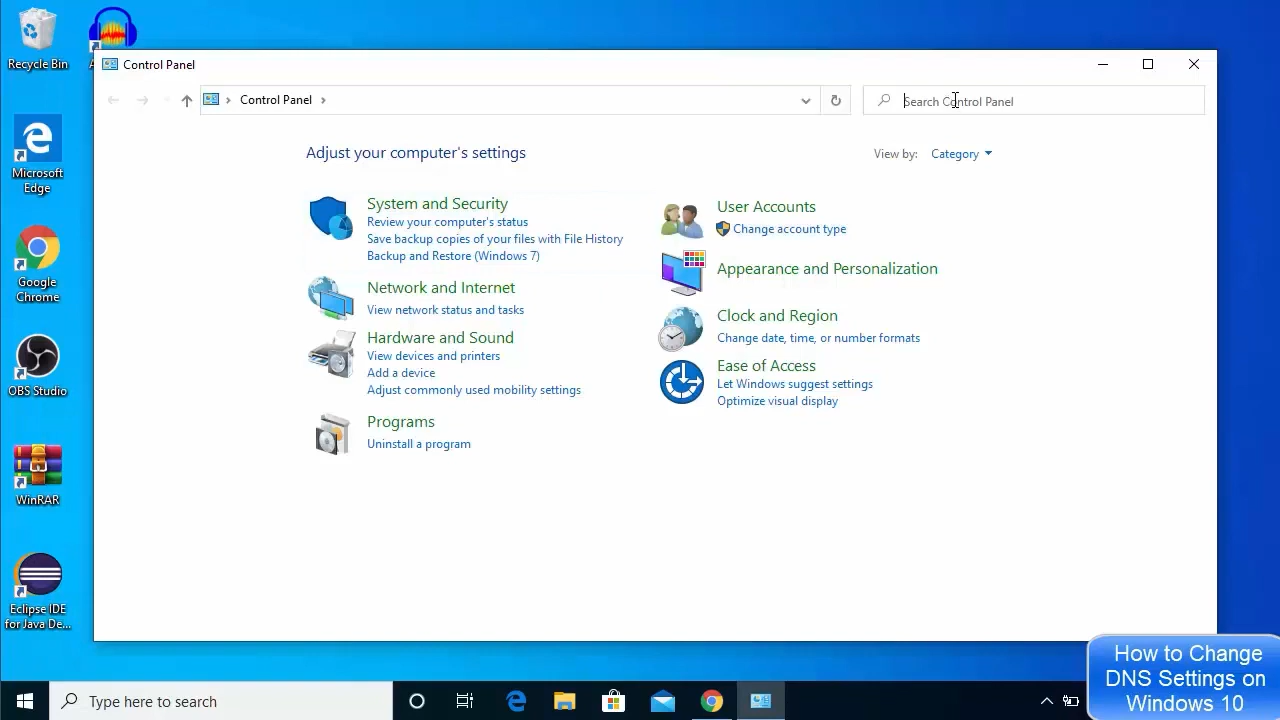 Recycle Bin
A
Microsoft
Edge
Google
Chrome
OBS Studio
WinRAR
Eclipse IDE
for Java De...
Control Panel
Control Panel
Search Control Panel
Adjust your computer's settings
View by:
Category
System and Security
Review your computer's status
Save backup copies of your files with File History
Backup and Restore (Windows 7)
Network and Internet
View network status and tasks
Hardware and Sound
View devices and printers
Add a device
Adjust commonly used mobility settings
Programs
Uninstall a program
User Accounts
Change account type
Appearance and Personalization
Clock and Region
Change date, time, or number formats
Ease of Access
Let Windows suggest settings
Optimize visual display
How to Change
DNS Settings on
Windows 10
Type here to search